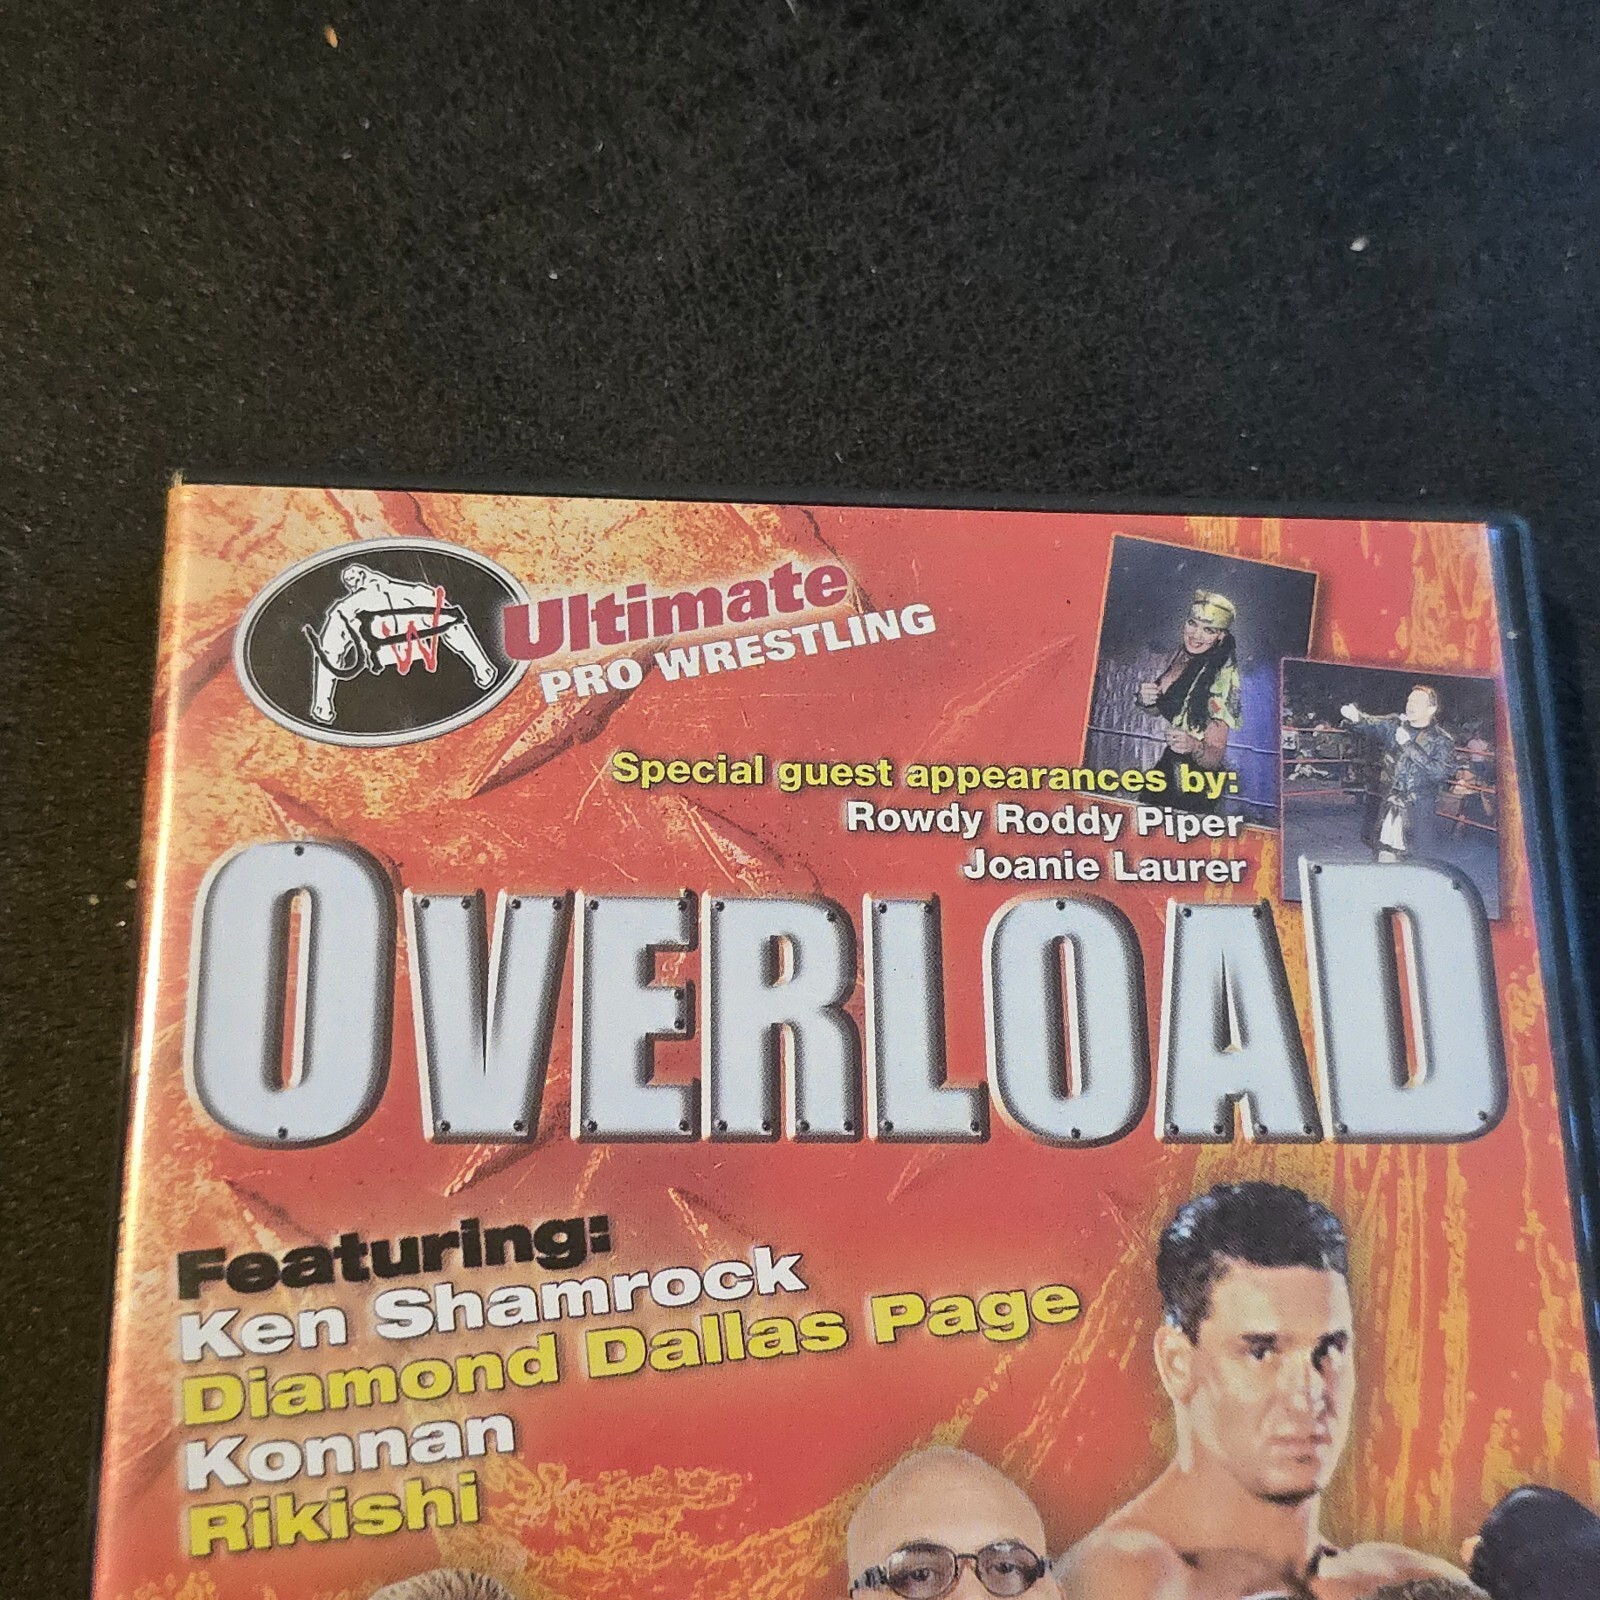 UPW
Ultimate
PRO WRESTLING
Special guest appearances by:
Rowdy Roddy Piper
Joanie Laurer
OVERLOAD
Featuring:
Ken Shamrock
Diamond Dallas Page
Konnan
Rikishi